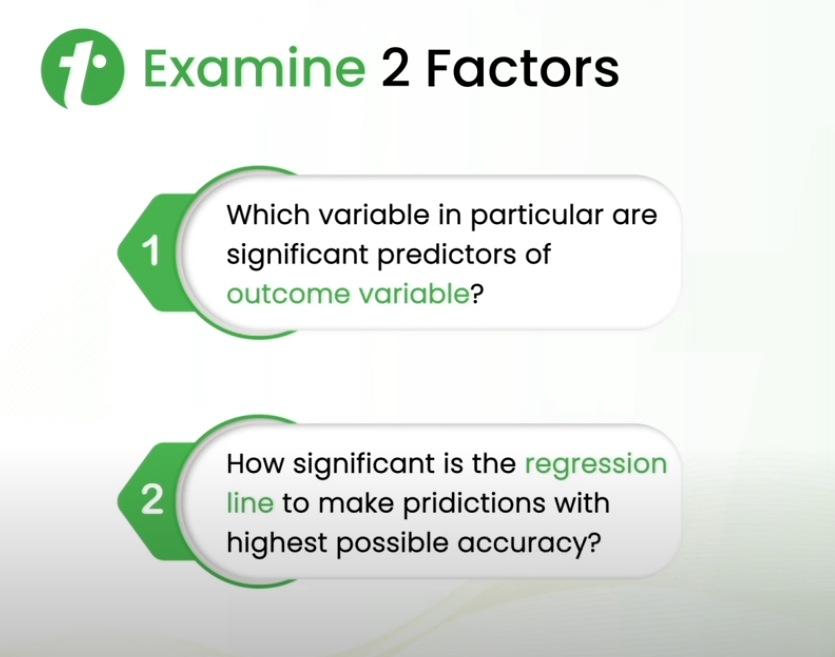 Examine 2 Factors
1
Which variable in particular are
significant predictors of
outcome variable?
2
How significant is the regression
line to make pridictions with
highest possible accuracy?